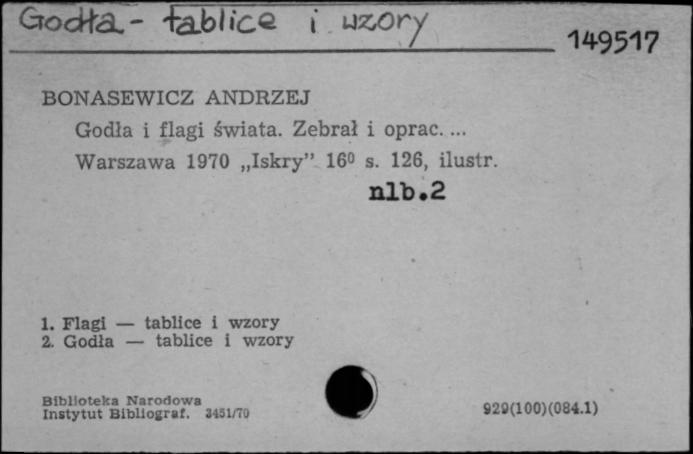 Godła - tablice i wzory
149517
BONASEWICZ ANDRZEJ
Godła i flagi świata. Zebrał i oprac. ...
Warszawa 1970 „Iskry” 16⁰ s. 126, ilustr.
nlb.2
1. Flagi — tablice i wzory
2. Godła — tablice i wzory
Biblioteka Narodowa
Instytut Bibliograf. 3451/70
929(100)(084.1)